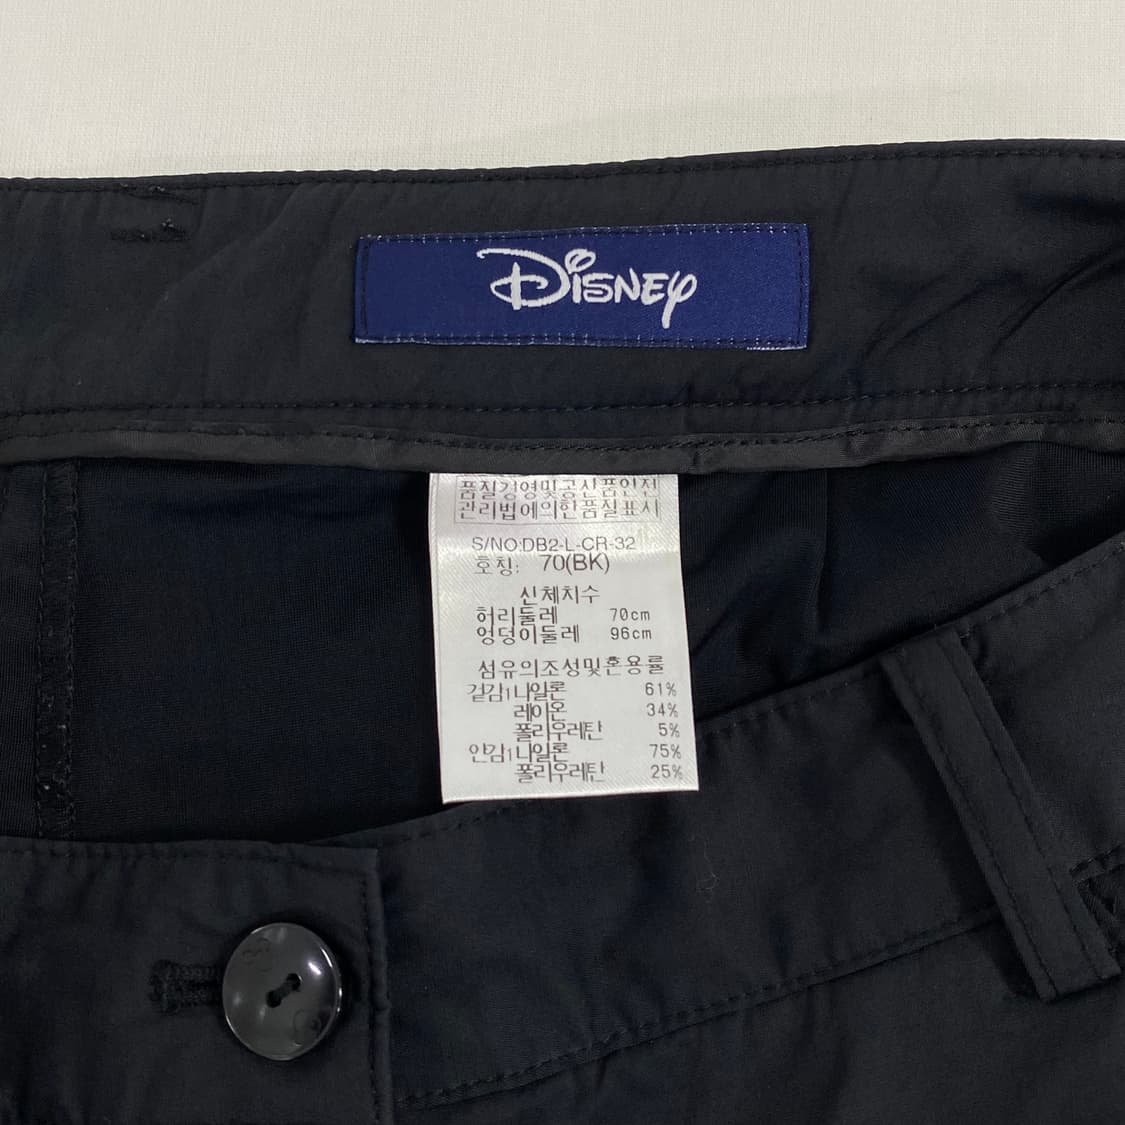 Disney
품질경영및공산품안전
관리법에의한품질표시
S/NO:DB2-L-CR-32
호칭: 70(BK)
신체치수
허리둘레 70cm
엉덩이둘레 96cm
섬유의조성및혼용률
겉감1나일론 61%
레이온 34%
폴리우레탄 5%
안감1나일론 75%
폴리우레탄 25%